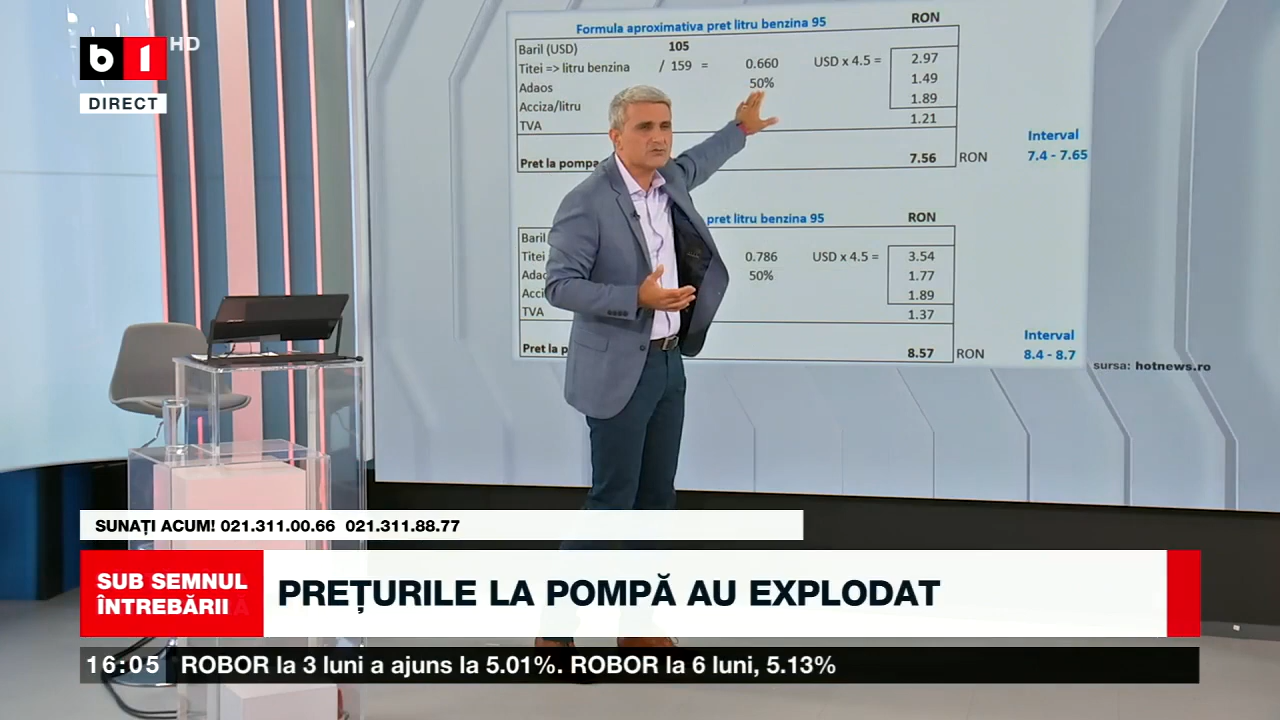 b1 HD
DIRECT
Formula aproximativa pret litru benzina 95 RON
Baril (USD) 105
Titei => litru benzina / 159 = 0.660 USD x 4.5 = 2.97
Adaos 50% 1.49
Acciza/litru 1.89
TVA 1.21
Pret la pompa 7.56 RON
Interval
7.4 - 7.65
pret litru benzina 95 RON
Baril
Titei 0.786 USD x 4.5 = 3.54
50% 1.77
1.89
TVA 1.37
Pret la 8.57 RON
Interval
8.4 - 8.7
sursa: hotnews.ro
SUNAȚI ACUM! 021.311.00.66 021.311.88.77
SUB SEMNUL
ÎNTREBĂRII
PREȚURILE LA POMPĂ AU EXPLODAT
16:05 ROBOR la 3 luni a ajuns la 5.01%. ROBOR la 6 luni, 5.13%